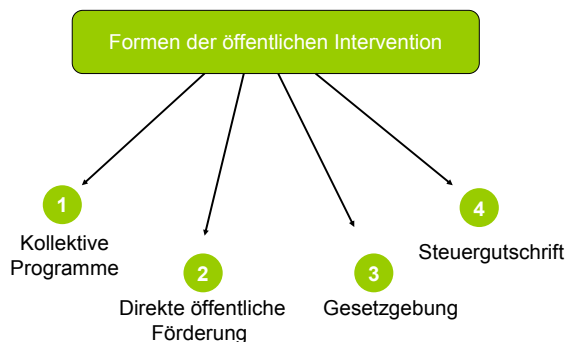 Formen der öffentlichen Intervention
1
Kollektive
Programme
2
Direkte öffentliche
Förderung
3
Gesetzgebung
4
Steuergutschrift